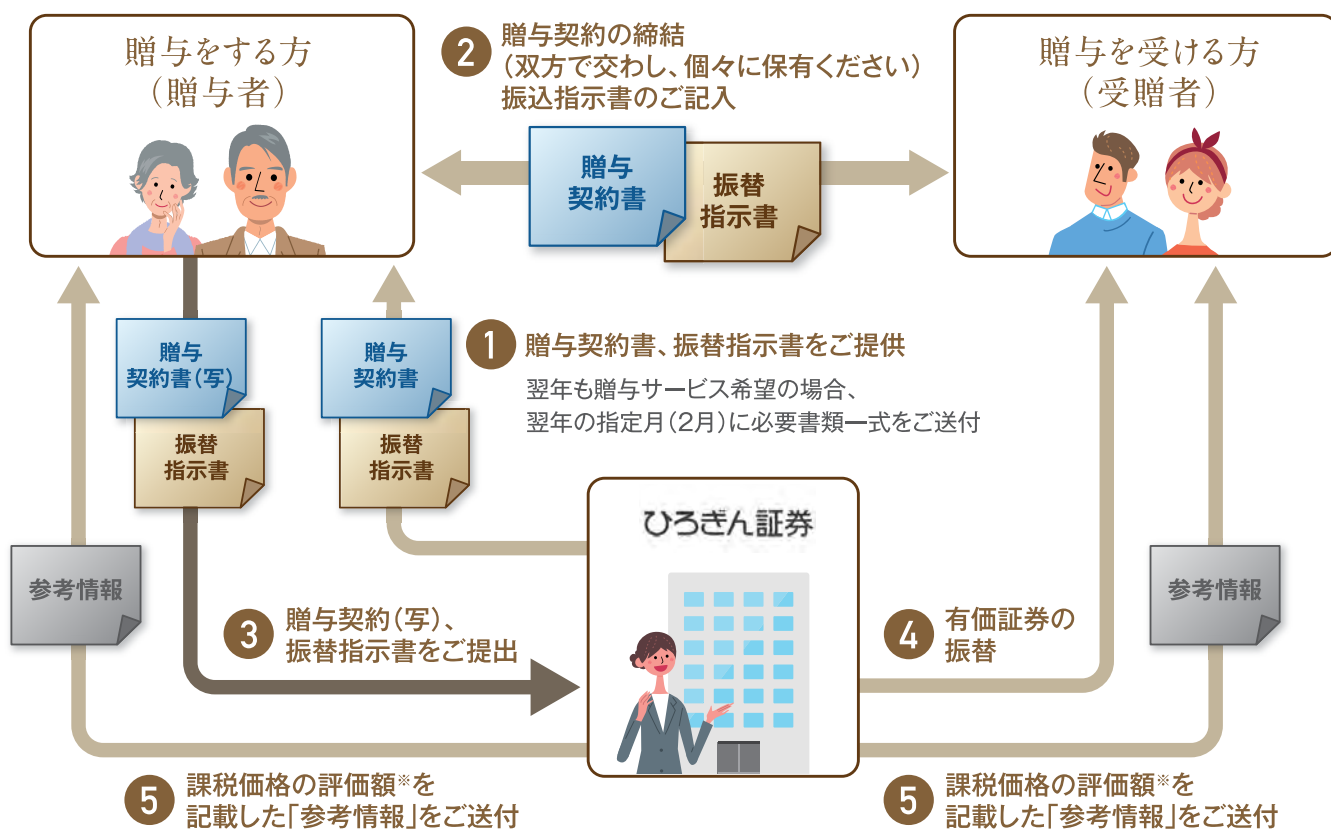 贈与をする方
（贈与者）
2
贈与契約の締結
（双方で交わし、個々に保有ください）
振込指示書のご記入
贈与
契約書
振替
指示書
贈与を受ける方
（受贈者）
贈与
契約書（写）
振替
指示書
贈与
契約書
振替
指示書
1
贈与契約書、振替指示書をご提供
翌年も贈与サービス希望の場合、
翌年の指定月（2月）に必要書類一式をご送付
ひろぎん証券
参考情報
3
贈与契約（写）、
振替指示書をご提出
4
有価証券の
振替
参考情報
5
課税価格の評価額※を
記載した「参考情報」をご送付
5
課税価格の評価額※を
記載した「参考情報」をご送付